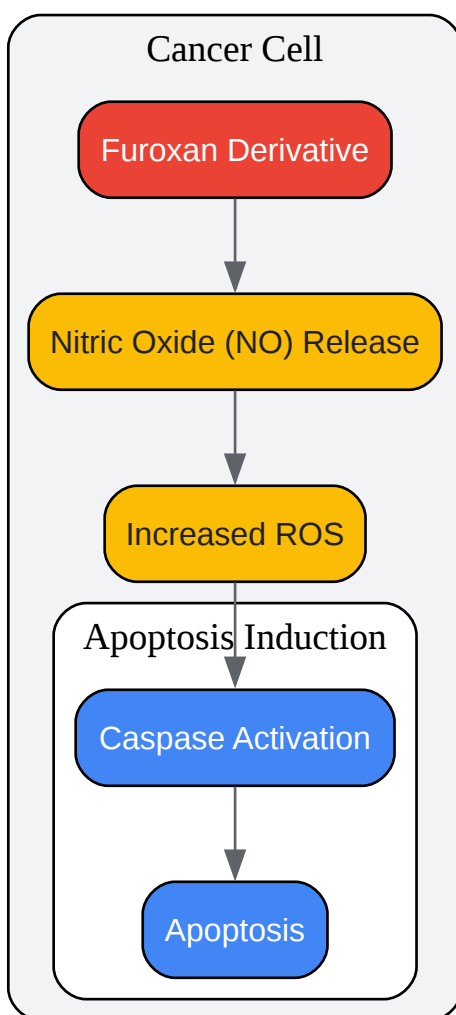 Cancer Cell
Furoxan Derivative
Nitric Oxide (NO) Release
Increased ROS
Apoptosis Induction
Caspase Activation
Apoptosis